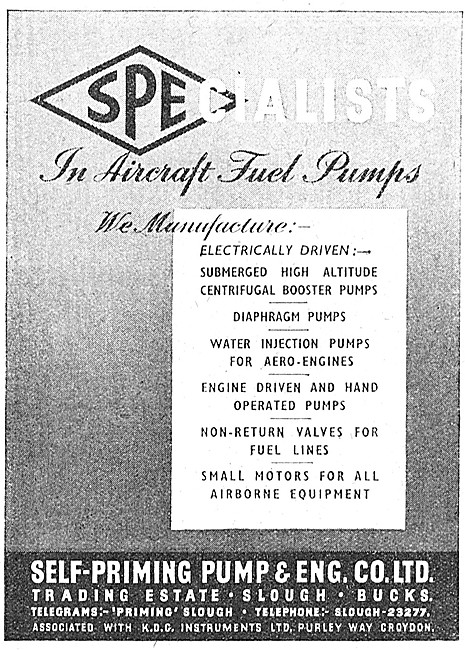 SPECIALISTS
In Aircraft Fuel Pumps
We Manufacture:-
ELECTRICALLY DRIVEN:-
SUBMERGED HIGH ALTITUDE
CENTRIFUGAL BOOSTER PUMPS
DIAPHRAGM PUMPS
WATER INJECTION PUMPS
FOR AERO-ENGINES
ENGINE DRIVEN AND HAND
OPERATED PUMPS
NON-RETURN VALVES FOR
FUEL LINES
SMALL MOTORS FOR ALL
AIRBORNE EQUIPMENT
SELF-PRIMING PUMP & ENG. CO. LTD.
TRADING ESTATE · SLOUGH · BUCKS.
TELEGRAMS:- 'PRIMING' SLOUGH · TELEPHONE:- SLOUGH-23277.
ASSOCIATED WITH K.D.G. INSTRUMENTS LTD, PURLEY WAY CROYDON.